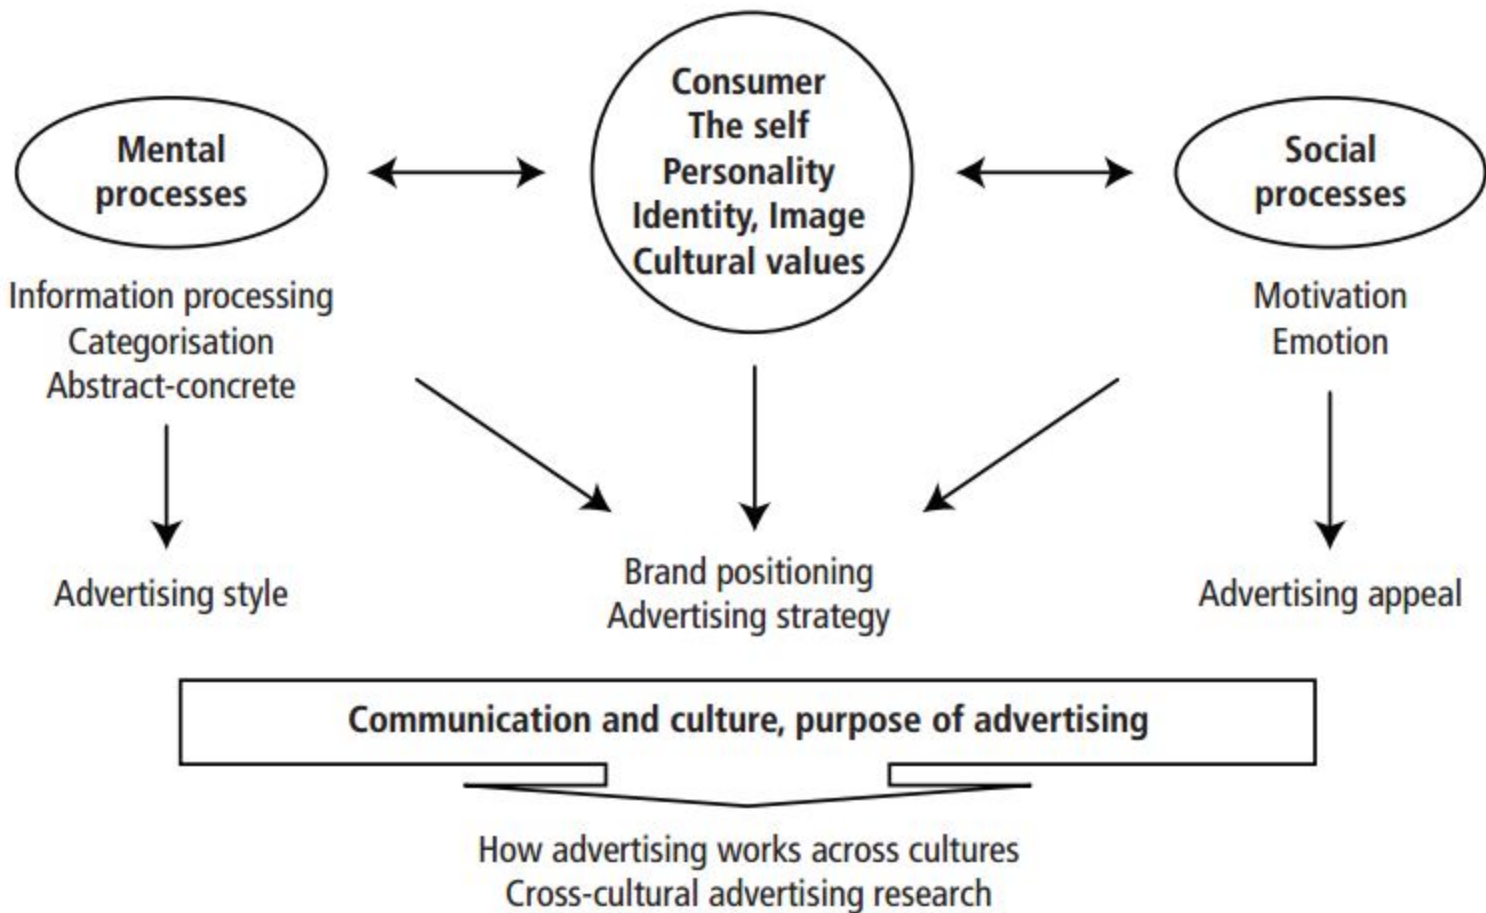 Mental
processes
Information processing
Categorisation
Abstract-concrete
Advertising style
Consumer
The self
Personality
Identity, Image
Cultural values
Brand positioning
Advertising strategy
Social
processes
Motivation
Emotion
Advertising appeal
Communication and culture, purpose of advertising
How advertising works across cultures
Cross-cultural advertising research